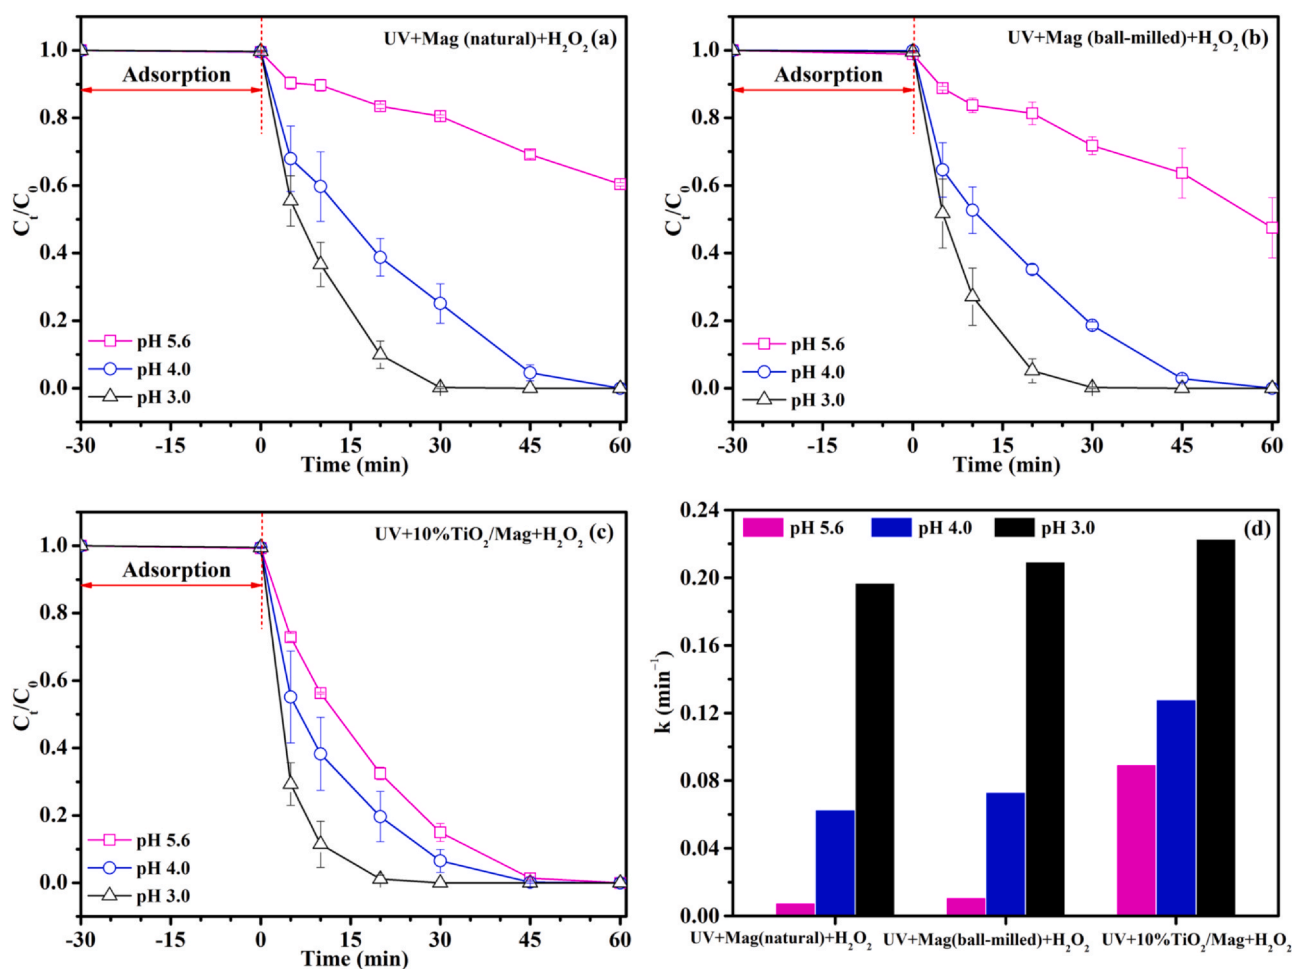 UV+Mag (natural)+H₂O₂ (a)
Adsorption
Cₜ/C₀
1.0
0.8
0.6
0.4
0.2
0.0
pH 5.6
pH 4.0
pH 3.0
-30 -15 0 15 30 45 60
Time (min)
UV+Mag (ball-milled)+H₂O₂ (b)
Adsorption
Cₜ/C₀
1.0
0.8
0.6
0.4
0.2
0.0
pH 5.6
pH 4.0
pH 3.0
-30 -15 0 15 30 45 60
Time (min)
UV+10%TiO₂/Mag+H₂O₂ (c)
Adsorption
Cₜ/C₀
1.0
0.8
0.6
0.4
0.2
0.0
pH 5.6
pH 4.0
pH 3.0
-30 -15 0 15 30 45 60
Time (min)
pH 5.6 pH 4.0 pH 3.0 (d)
k (min⁻¹)
0.24
0.20
0.16
0.12
0.08
0.04
0.00
UV+Mag(natural)+H₂O₂ UV+Mag(ball-milled)+H₂O₂ UV+10%TiO₂/Mag+H₂O₂